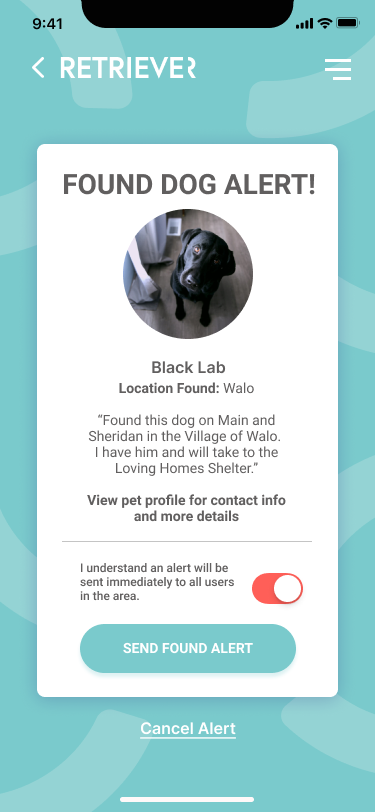 9:41
RETRIEVER
FOUND DOG ALERT!
Black Lab
Location Found: Walo
“Found this dog on Main and
Sheridan in the Village of Walo.
I have him and will take to the
Loving Homes Shelter.”
View pet profile for contact info
and more details
I understand an alert will be
sent immediately to all users
in the area.
SEND FOUND ALERT
Cancel Alert